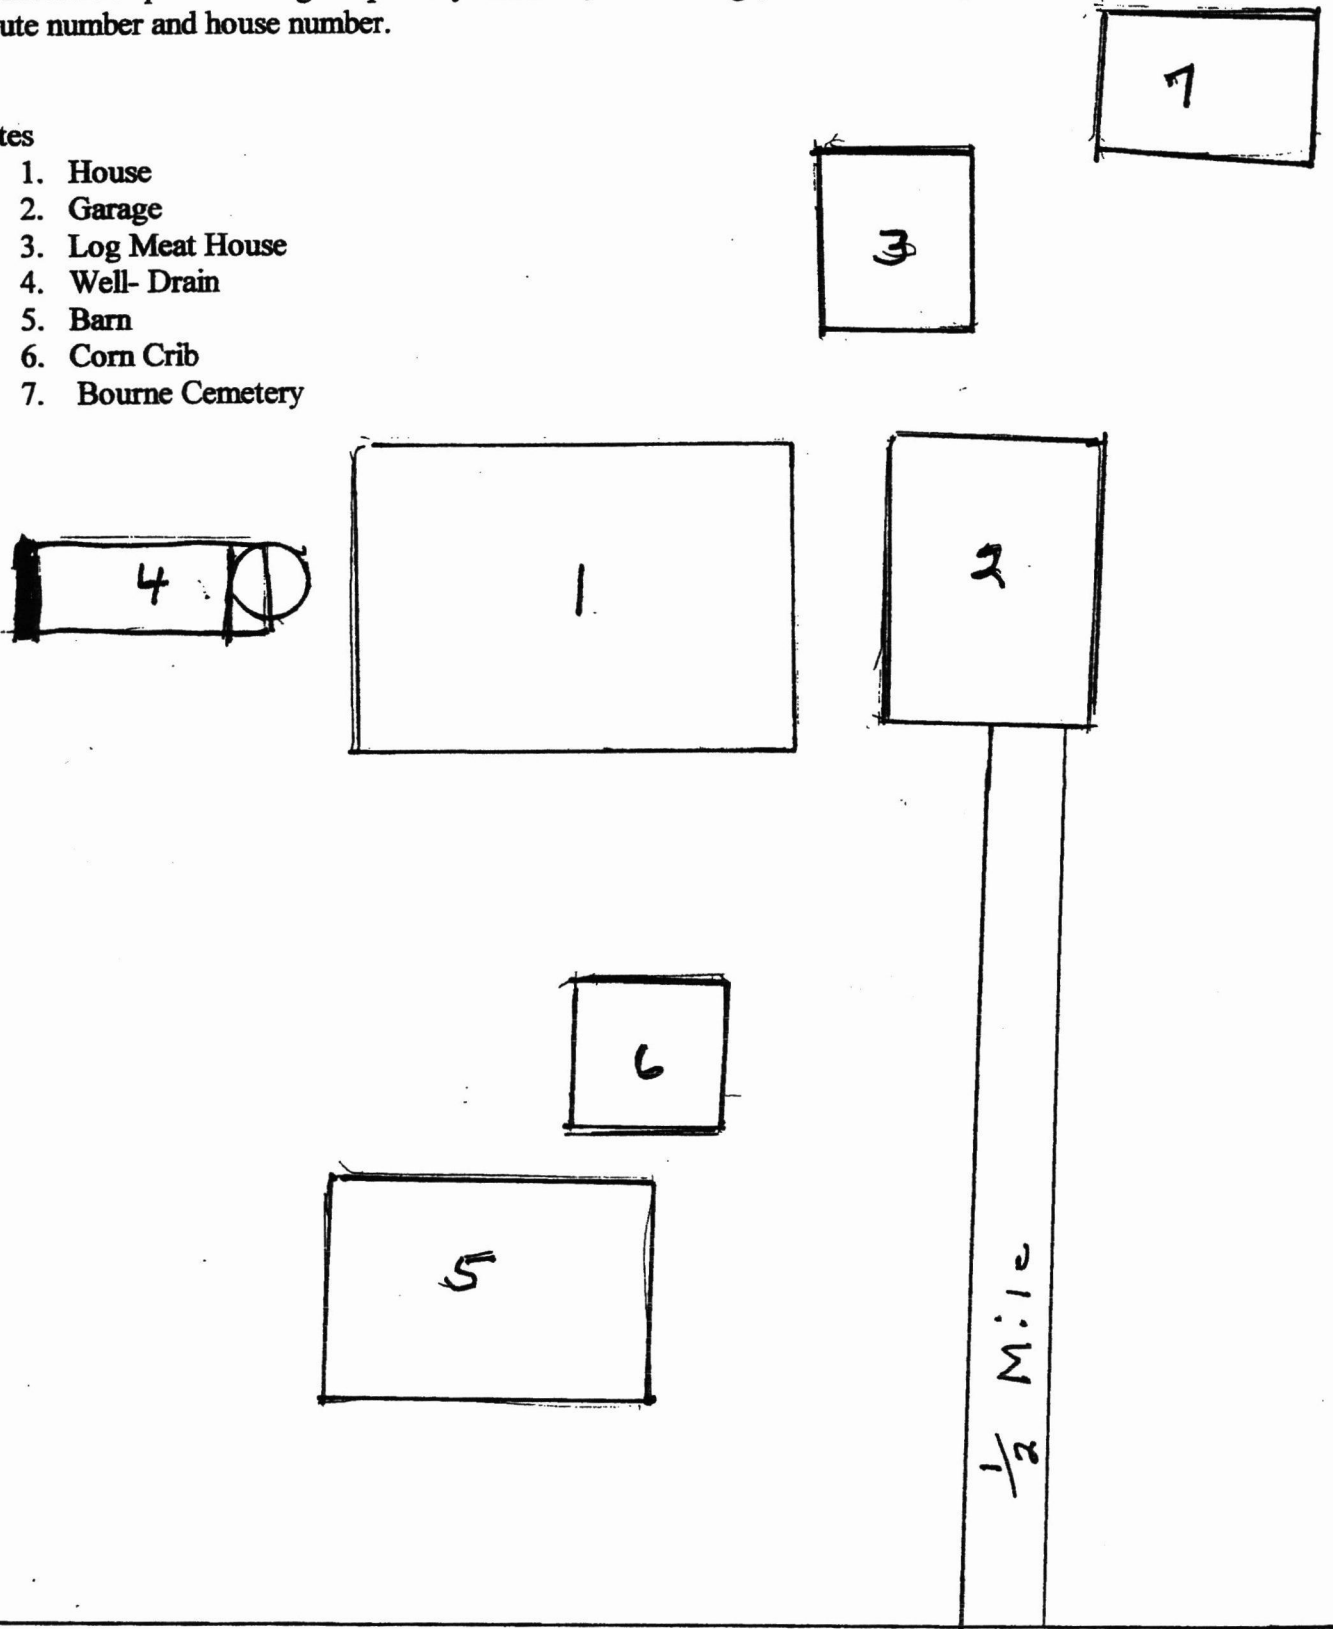 ute number and house number.
tes
1. House
2. Garage
3. Log Meat House
4. Well- Drain
5. Barn
6. Corn Crib
7. Bourne Cemetery
7
3
1
2
4
6
5
1/2 Mile